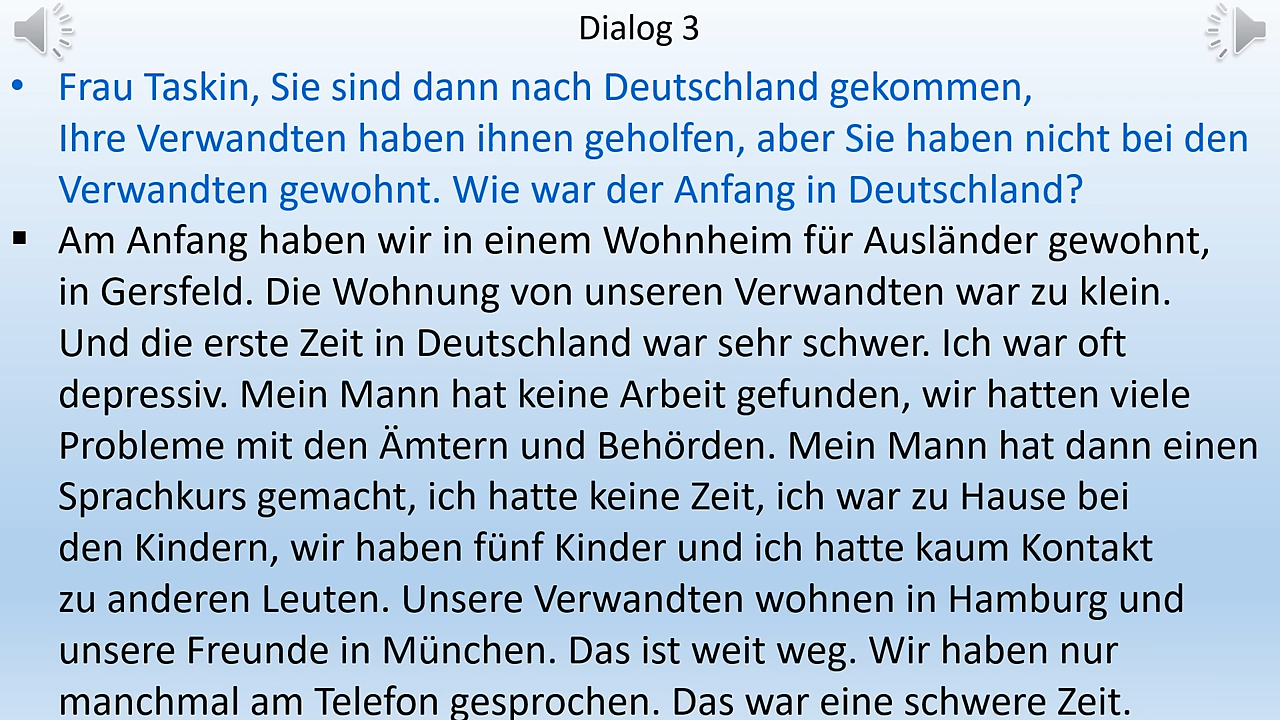 Dialog 3
• Frau Taskin, Sie sind dann nach Deutschland gekommen,
Ihre Verwandten haben ihnen geholfen, aber Sie haben nicht bei den
Verwandten gewohnt. Wie war der Anfang in Deutschland?
▪ Am Anfang haben wir in einem Wohnheim für Ausländer gewohnt,
in Gersfeld. Die Wohnung von unseren Verwandten war zu klein.
Und die erste Zeit in Deutschland war sehr schwer. Ich war oft
depressiv. Mein Mann hat keine Arbeit gefunden, wir hatten viele
Probleme mit den Ämtern und Behörden. Mein Mann hat dann einen
Sprachkurs gemacht, ich hatte keine Zeit, ich war zu Hause bei
den Kindern, wir haben fünf Kinder und ich hatte kaum Kontakt
zu anderen Leuten. Unsere Verwandten wohnen in Hamburg und
unsere Freunde in München. Das ist weit weg. Wir haben nur
manchmal am Telefon gesprochen. Das war eine schwere Zeit.